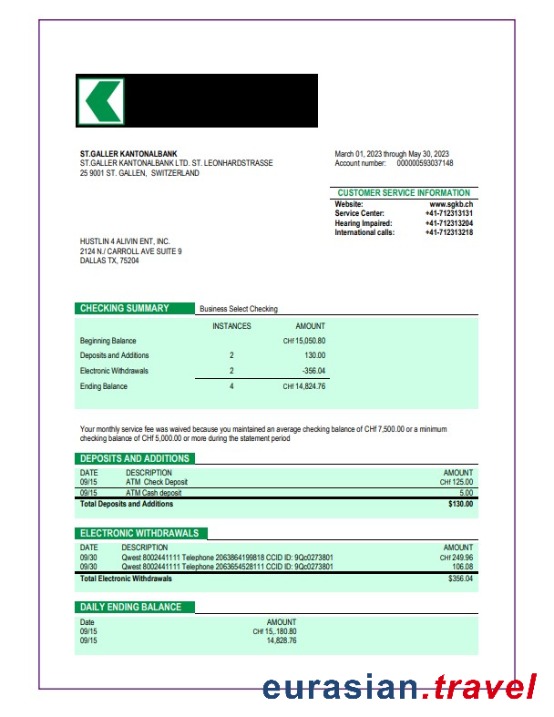 ST.GALLER KANTONALBANK
ST.GALLER KANTONALBANK LTD. ST. LEONHARDSTRASSE
25 9001 ST. GALLEN, SWITZERLAND
March 01, 2023 through May 30, 2023
Account number: 000000593037148
CUSTOMER SERVICE INFORMATION
Website: www.sgkb.ch
Service Center: +41-712313131
Hearing Impaired: +41-712313204
International calls: +41-712313218
HUSTLIN 4 ALIVIN ENT, INC.
2124 N./ CARROLL AVE SUITE 9
DALLAS TX, 75204
CHECKING SUMMARY Business Select Checking
INSTANCES AMOUNT
Beginning Balance CHf 15,050.80
Deposits and Additions 2 130.00
Electronic Withdrawals 2 -356.04
Ending Balance 4 CHf 14,824.76
Your monthly service fee was waived because you maintained an average checking balance of CHf 7,500.00 or a minimum
checking balance of CHf 5,000.00 or more during the statement period
DEPOSITS AND ADDITIONS
DATE DESCRIPTION AMOUNT
09/15 ATM Check Deposit CHf 125.00
09/15 ATM Cash deposit 5.00
Total Deposits and Additions $130.00
ELECTRONIC WITHDRAWALS
DATE DESCRIPTION AMOUNT
09/30 Qwest 8002441111 Telephone 2063864199818 CCID ID: 9Qc0273801 CHf 249.96
09/30 Qwest 8002441111 Telephone 2063654528111 CCID ID: 9Qc0273801 106.08
Total Electronic Withdrawals $356.04
DAILY ENDING BALANCE
Date AMOUNT
09/15 CHf 15,.180.80
09/15 14,828.76
eurasian.travel